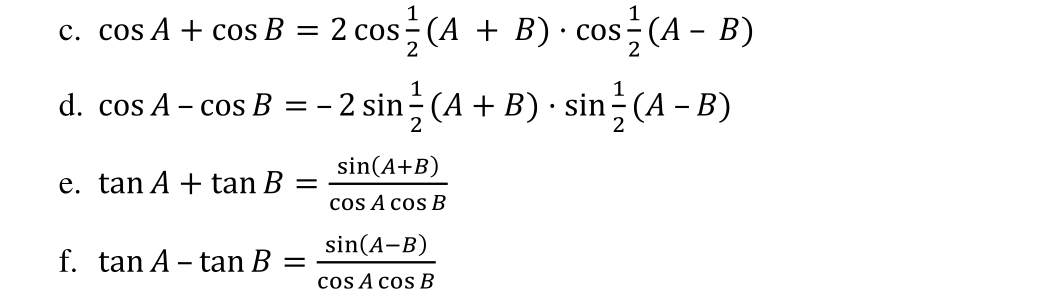 c. cos A + cos B = 2 cos 1/2 (A + B) · cos 1/2 (A – B)
d. cos A – cos B = – 2 sin 1/2 (A + B) · sin 1/2 (A – B)
e. tan A + tan B = sin(A+B) / cos A cos B
f. tan A – tan B = sin(A−B) / cos A cos B